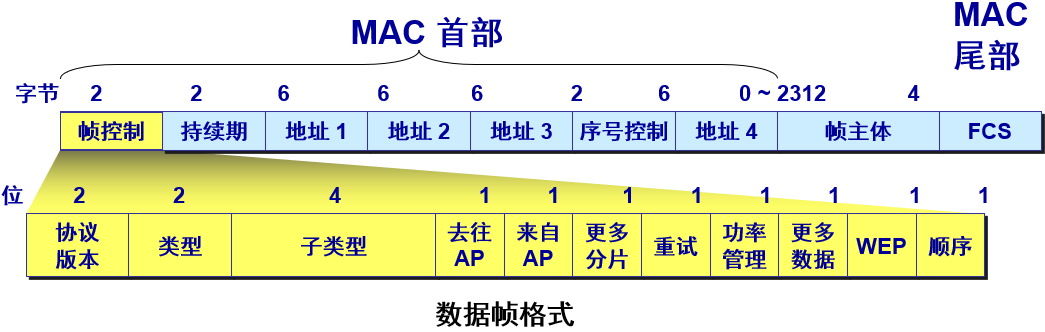 MAC 首部
MAC
尾部
字节 2 2 6 6 6 2 6 0 ~ 2312 4
帧控制 持续期 地址 1 地址 2 地址 3 序号控制 地址 4 帧主体 FCS
位 2 2 4 1 1 1 1 1 1 1 1
协议版本 类型 子类型 去往AP 来自AP 更多分片 重试 功率管理 更多数据 WEP 顺序
数据帧格式